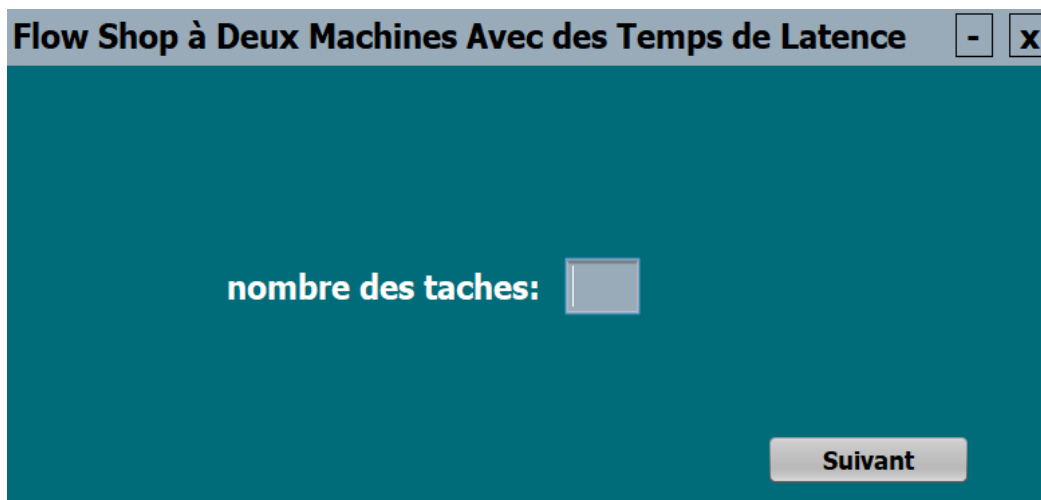 Flow Shop à Deux Machines Avec des Temps de Latence - x
nombre des taches:
Suivant